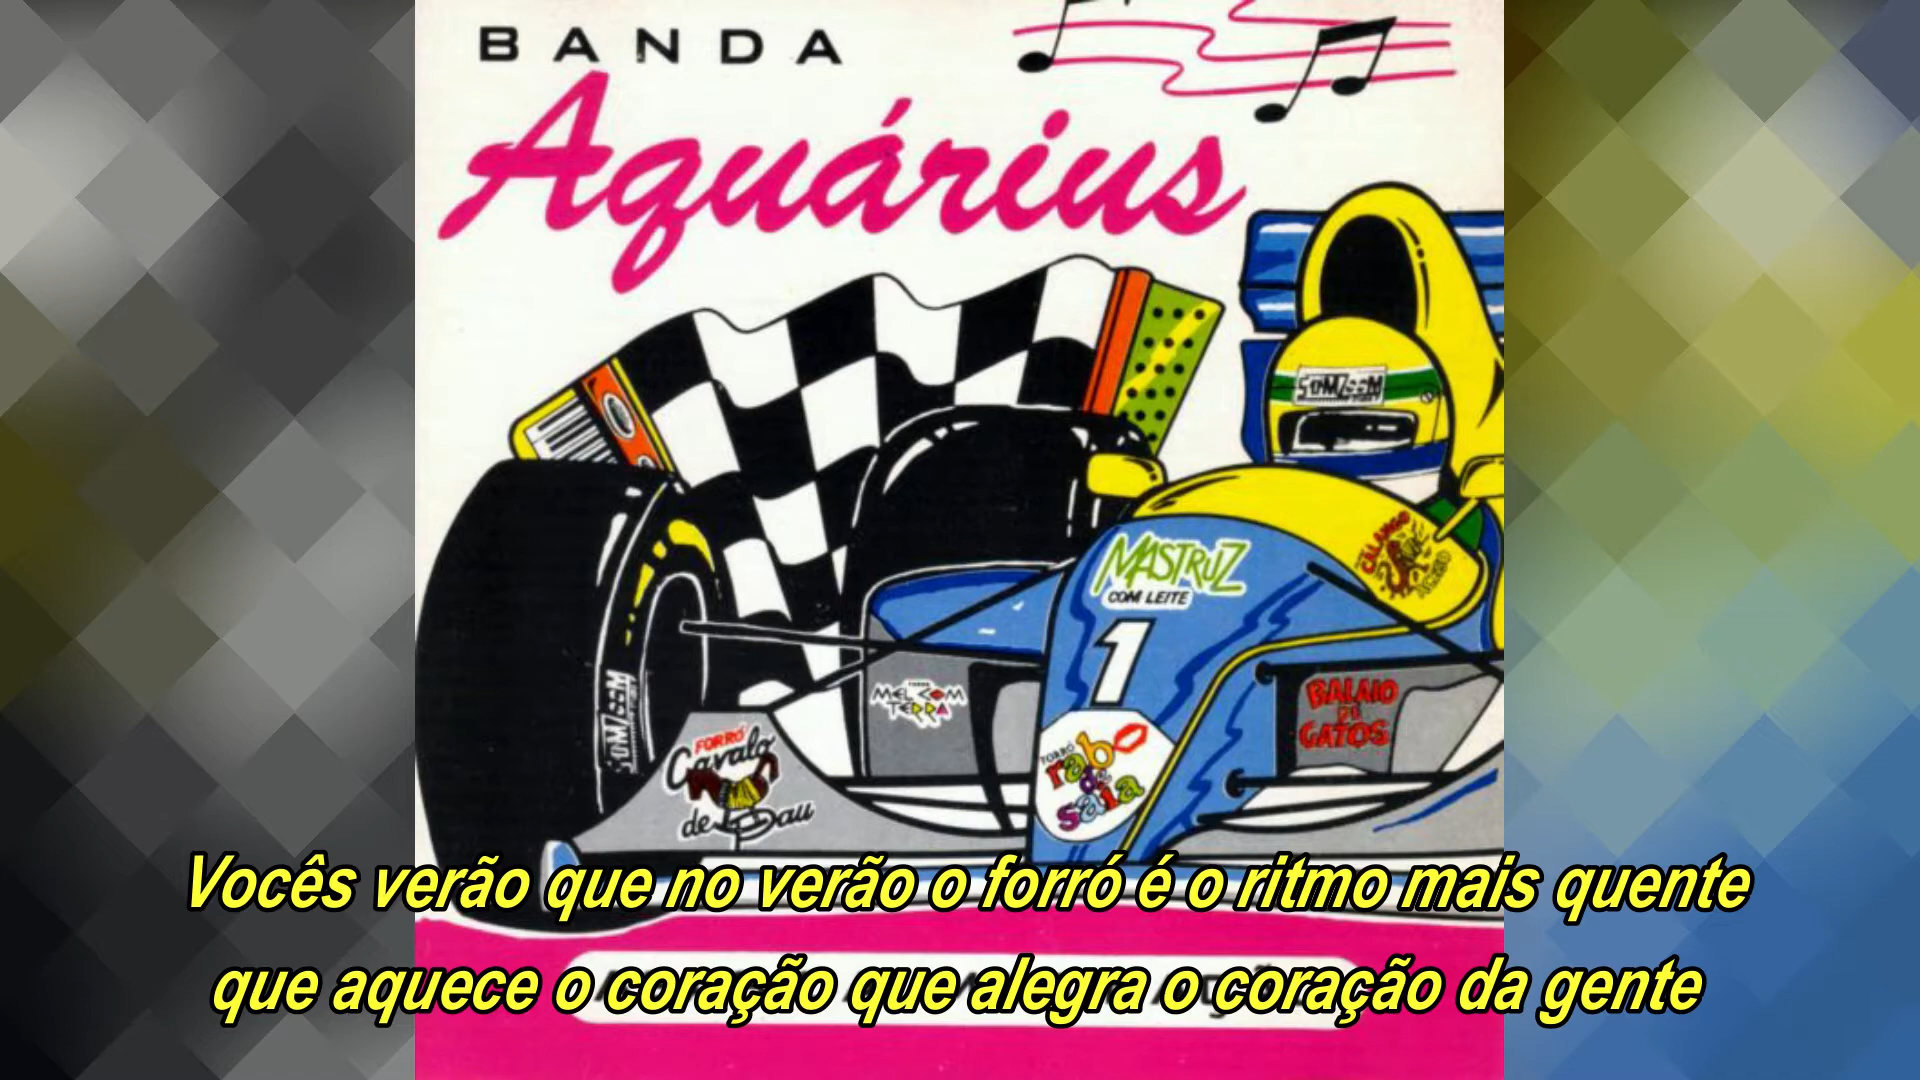 BANDA
Aquárius
SOMZOOM
MASTRUZ
COM LEITE
CALANGO
ACESO
1
SOMZOOM
MEL COM
TERRA
BALAIO
DE
GATOS
FORRÓ
Cavalo
de Pau
FORRÓ
rabo
de
saia
Vocês verão que no verão o forró é o ritmo mais quente
que aquece o coração que alegra o coração da gente